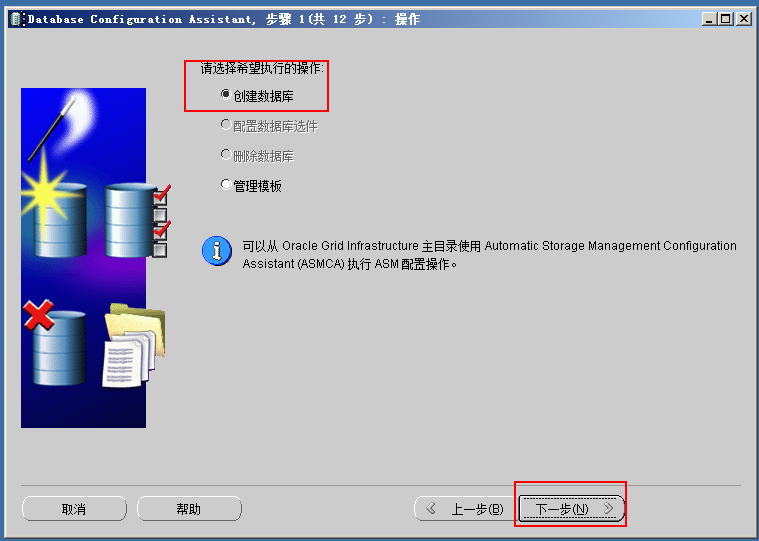 Database Configuration Assistant, 步骤 1(共 12 步) : 操作
请选择希望执行的操作:
创建数据库
配置数据库选件
删除数据库
管理模板
可以从 Oracle Grid Infrastructure 主目录使用 Automatic Storage Management Configuration
Assistant (ASMCA) 执行 ASM 配置操作。
取消
帮助
上一步(B)
下一步(N)